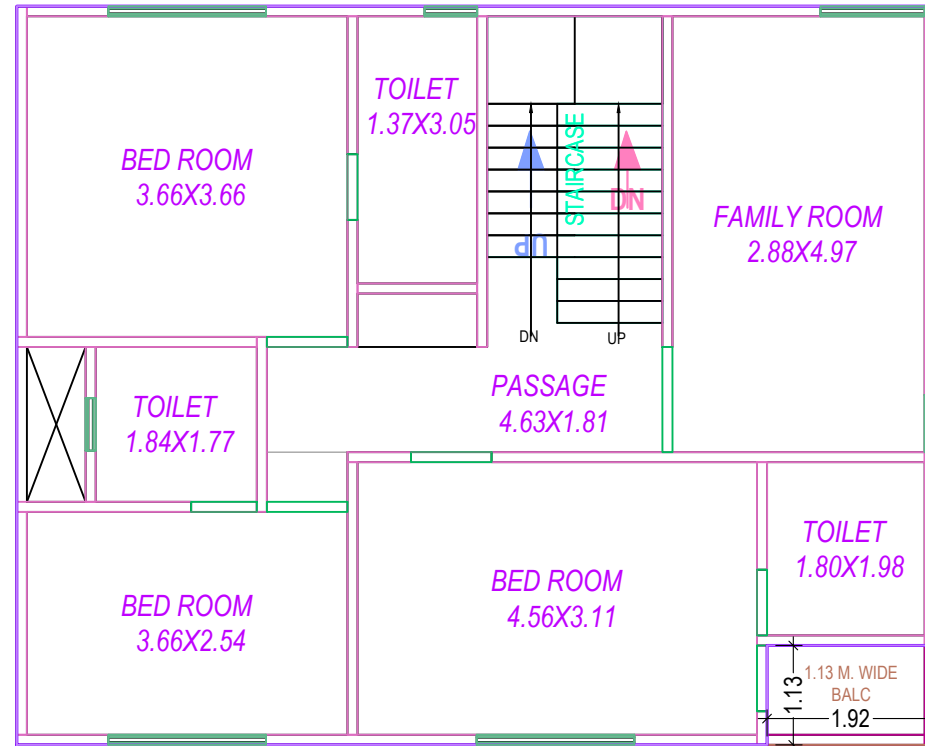 TOILET
1.37X3.05
BED ROOM
3.66X3.66
STAIRCASE
UP
DN
FAMILY ROOM
2.88X4.97
DN
UP
PASSAGE
4.63X1.81
TOILET
1.84X1.77
TOILET
1.80X1.98
BED ROOM
4.56X3.11
BED ROOM
3.66X2.54
1.13
1.13 M. WIDE
BALC
1.92